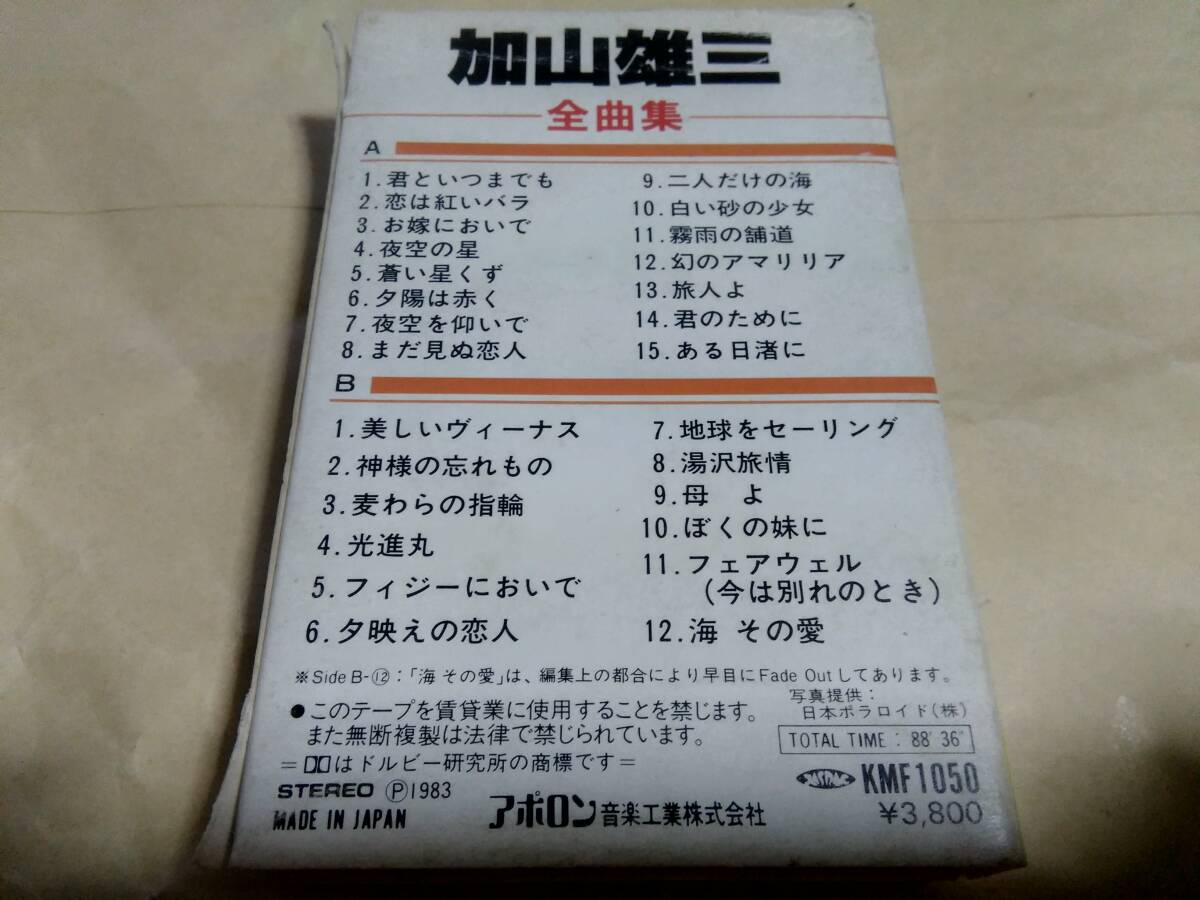 加山雄三
全曲集
A
1.君といつまでも
2.恋は紅いバラ
3.お嫁においで
4.夜空の星
5.蒼い星くず
6.夕陽は赤く
7.夜空を仰いで
8.まだ見ぬ恋人
9.二人だけの海
10.白い砂の少女
11.霧雨の舗道
12.幻のアマリリア
13.旅人よ
14.君のために
15.ある日渚に
B
1.美しいヴィーナス
2.神様の忘れもの
3.麦わらの指輪
4.光進丸
5.フィジーにおいで
6.夕映えの恋人
7.地球をセーリング
8.湯沢旅情
9.母 よ
10.ぼくの妹に
11.フェアウェル
(今は別れのとき)
12.海 その愛
※Side B-⑫:「海 その愛」は、編集上の都合により早目にFade Outしてあります。
●このテープを賃貸業に使用することを禁じます。
また無断複製は法律で禁じられています。
=はドルビー研究所の商標です=
STEREO Ⓟ1983
MADE IN JAPAN
アポロン音楽工業株式会社
写真提供:
日本ポラロイド(株)
TOTAL TIME : 88' 36"
KMF1050
¥3,800